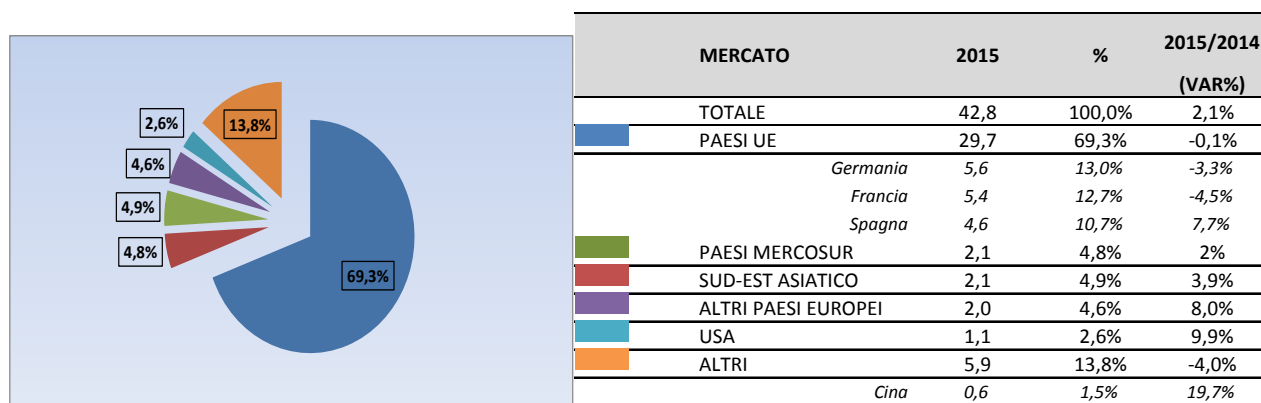 2,6%
13,8%
4,6%
4,9%
4,8%
69,3%
MERCATO 2015 % 2015/2014 (VAR%)
TOTALE 42,8 100,0% 2,1%
PAESI UE 29,7 69,3% -0,1%
Germania 5,6 13,0% -3,3%
Francia 5,4 12,7% -4,5%
Spagna 4,6 10,7% 7,7%
PAESI MERCOSUR 2,1 4,8% 2%
SUD-EST ASIATICO 2,1 4,9% 3,9%
ALTRI PAESI EUROPEI 2,0 4,6% 8,0%
USA 1,1 2,6% 9,9%
ALTRI 5,9 13,8% -4,0%
Cina 0,6 1,5% 19,7%